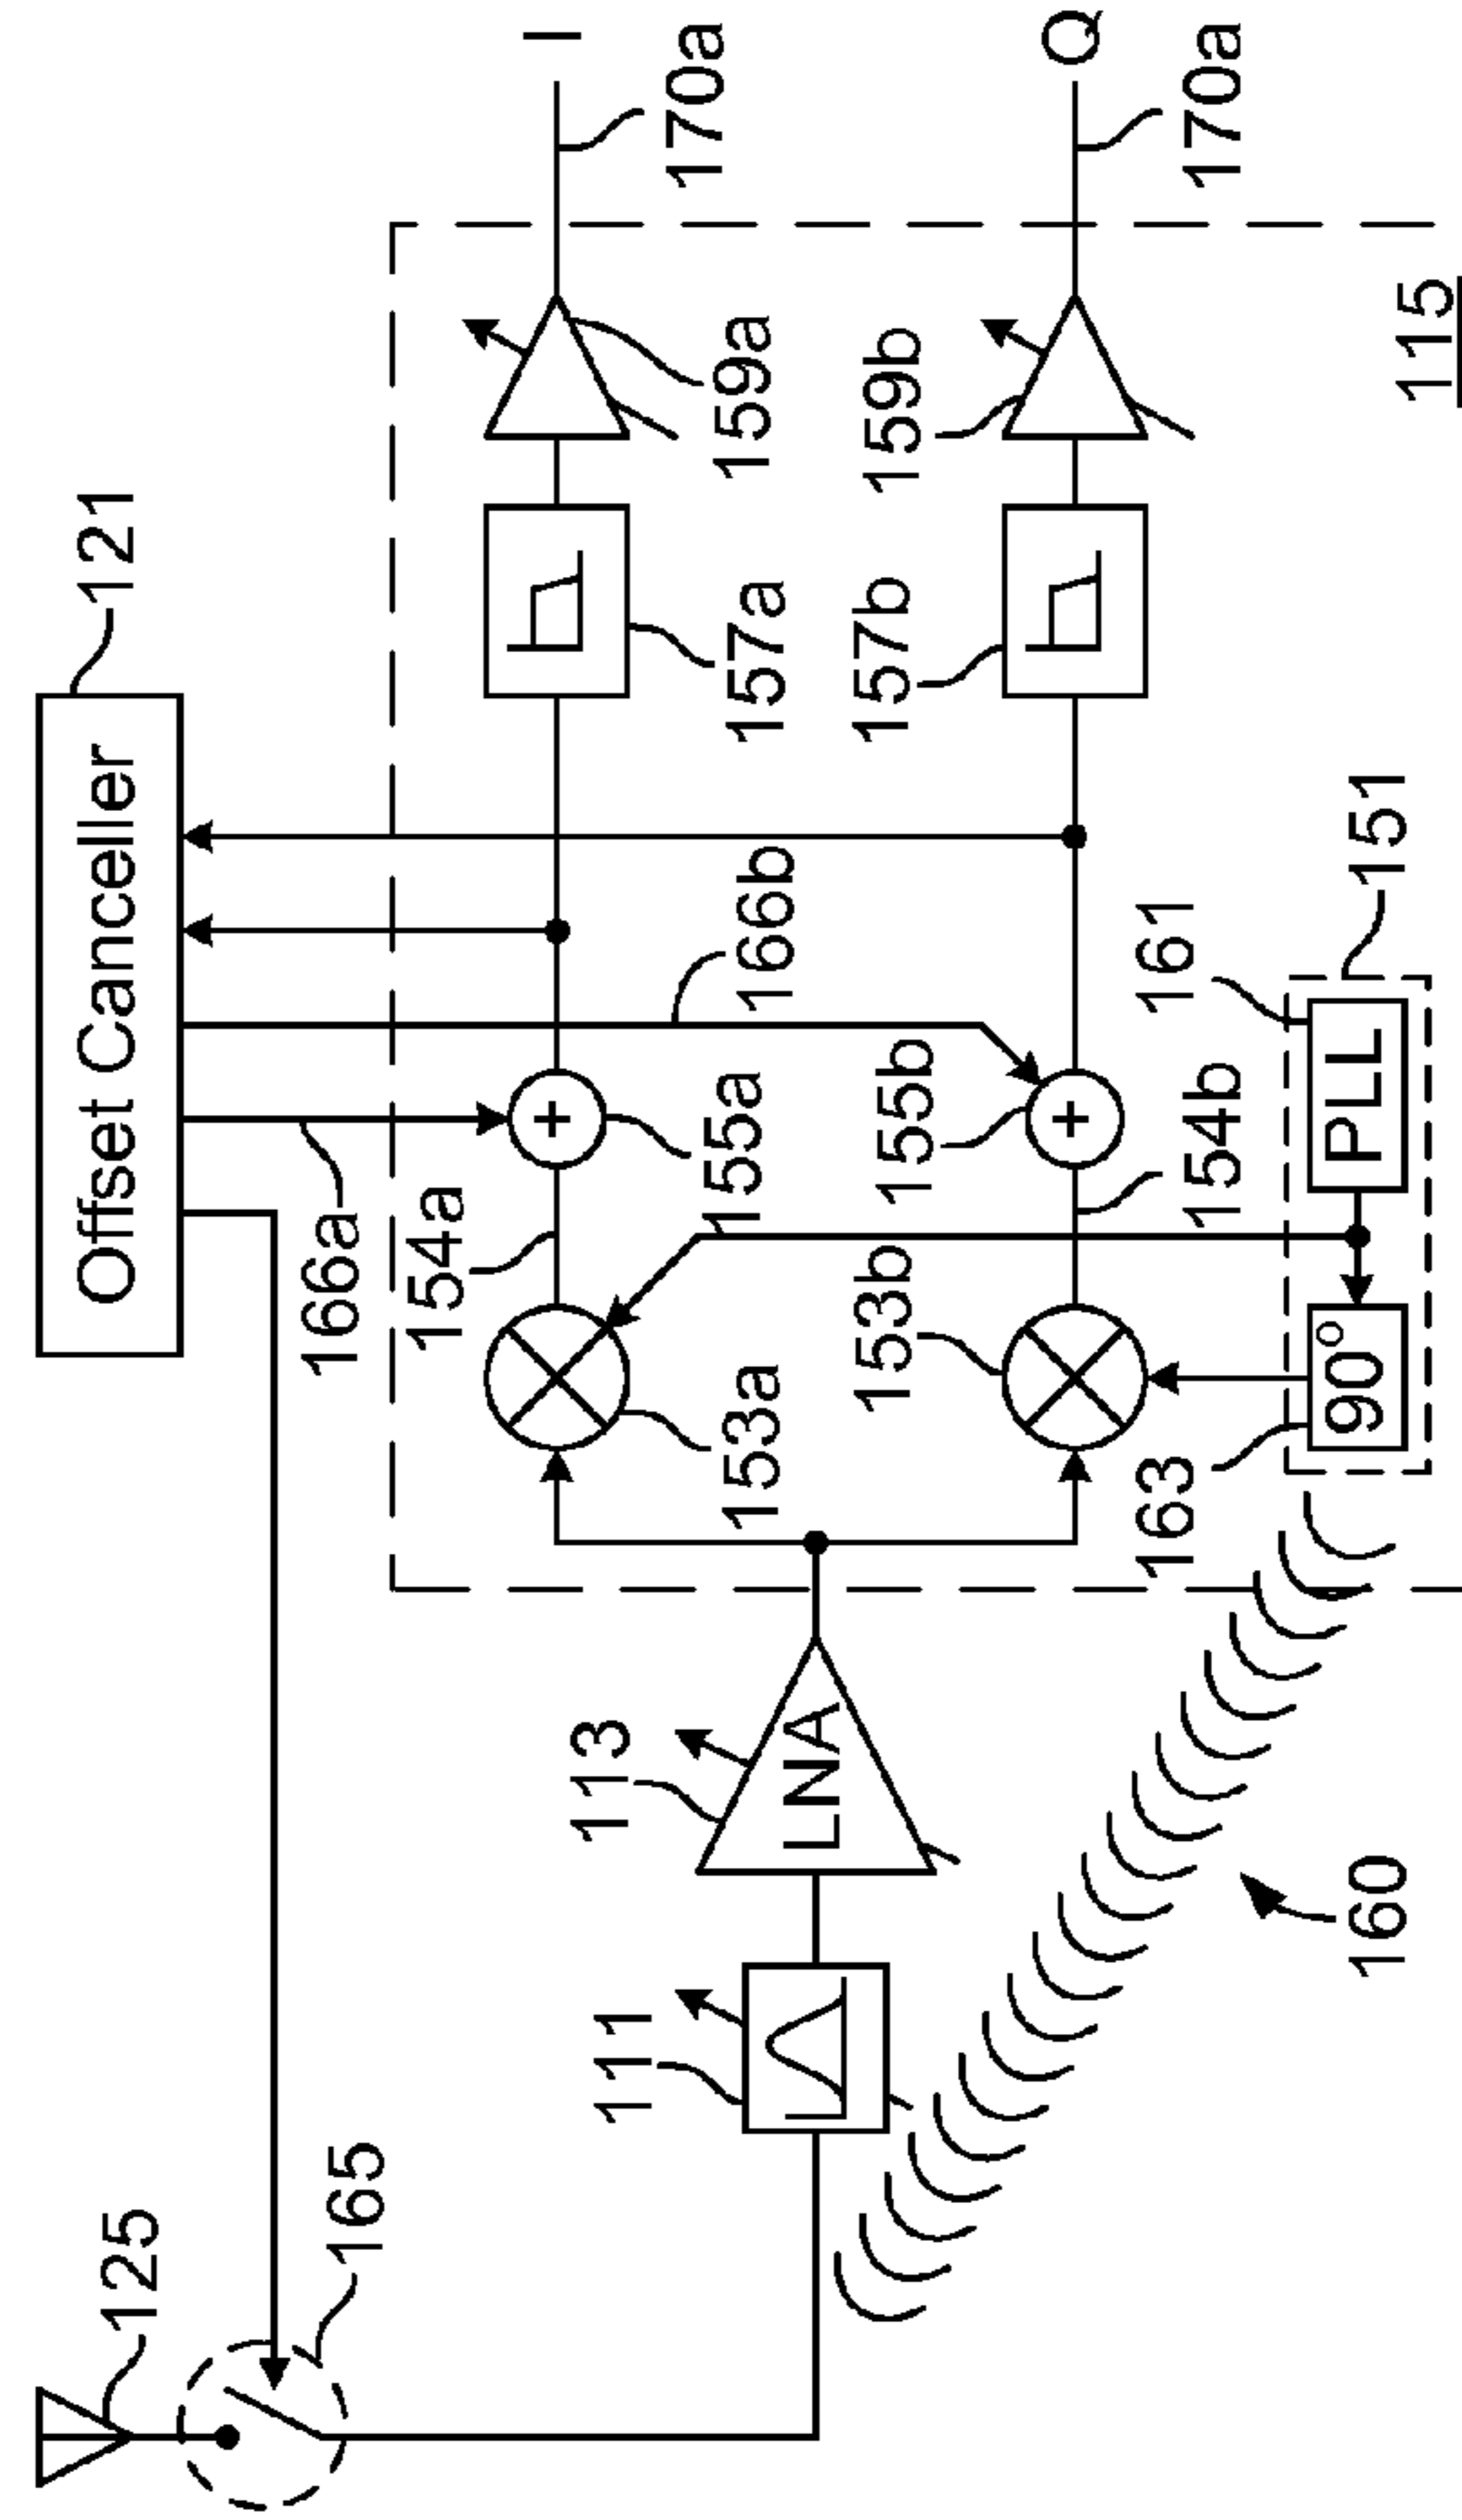 125
165
Offset Canceller
121
166a
166b
111
113
LNA
153a
154a
155a
157a
159a
I
170a
153b
154b
155b
157b
159b
Q
170a
160
163
90°
161
PLL
151
115